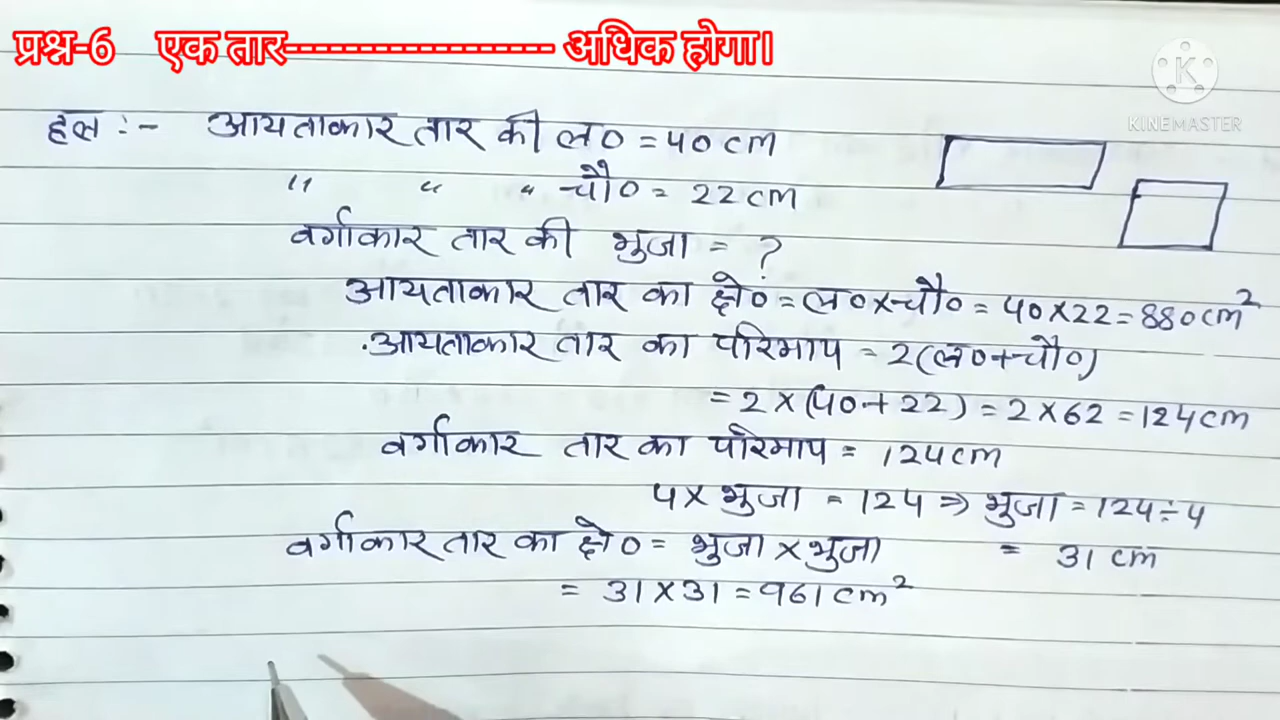 प्रश्न-6 एक तार------------------ अधिक होगा।
KINEMASTER
हल :- आयताकार तार की ल० = 40 cm
" " " चौ० = 22 cm
वर्गाकार तार की भुजा = ?
आयताकार तार का क्षे० = ल० x चौ० = 40 x 22 = 880 cm²
.आयताकार तार का परिमाप = 2(ल०+चौ०)
= 2 x (40 + 22) = 2 x 62 = 124 cm
वर्गाकार तार का परिमाप = 124 cm
4 x भुजा = 124 ⇒ भुजा = 124 ÷ 4
= 31 cm
वर्गाकार तार का क्षे० = भुजा x भुजा
= 31 x 31 = 961 cm²